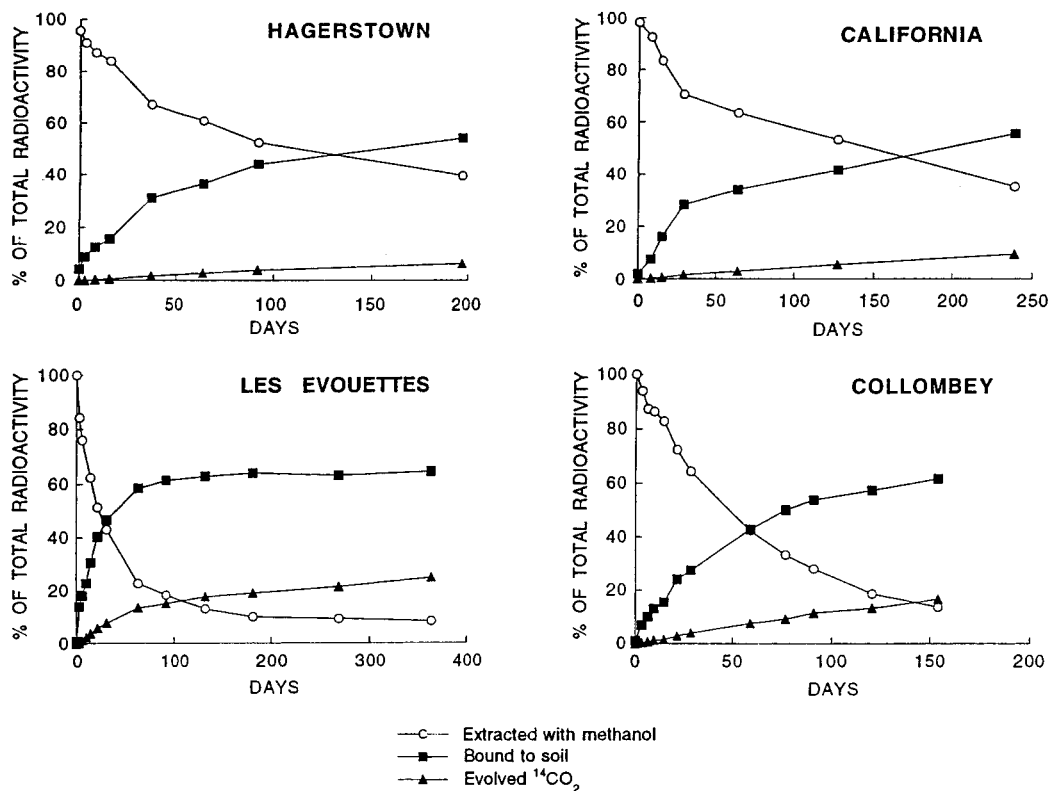 HAGERSTOWN
% OF TOTAL RADIOACTIVITY
100
80
60
40
20
0
0 50 100 150 200
DAYS
CALIFORNIA
% OF TOTAL RADIOACTIVITY
100
80
60
40
20
0
0 50 100 150 200 250
DAYS
LES EVOUETTES
% OF TOTAL RADIOACTIVITY
100
80
60
40
20
0
0 100 200 300 400
DAYS
COLLOMBEY
% OF TOTAL RADIOACTIVITY
100
80
60
40
20
0
0 50 100 150 200
DAYS
Extracted with methanol
Bound to soil
Evolved ¹⁴CO₂